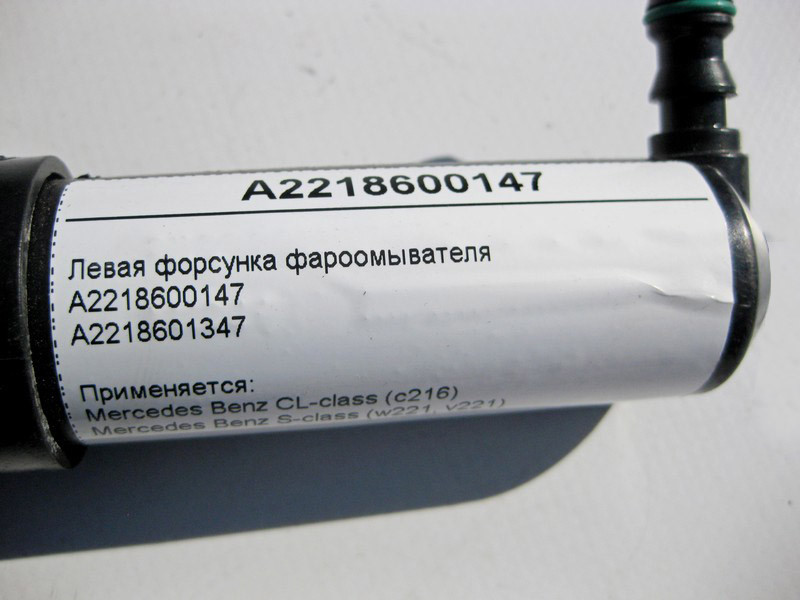 A2218600147
Левая форсунка фароомывателя
A2218600147
A2218601347
Применяется:
Mercedes Benz CL-class (c216)
Mercedes Benz S-class (w221, v221)